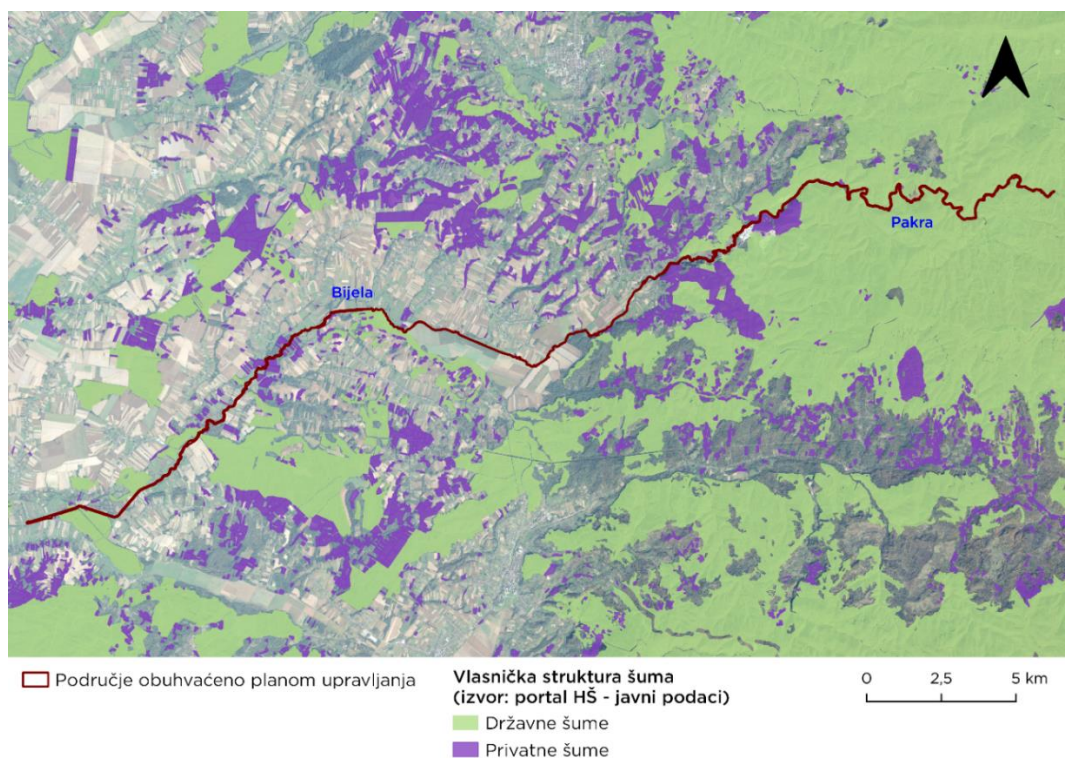 Pakra
Bijela
Područje obuhvaćeno planom upravljanja
Vlasnička struktura šuma
(izvor: portal HŠ - javni podaci)
Državne šume
Privatne šume
0 2,5 5 km